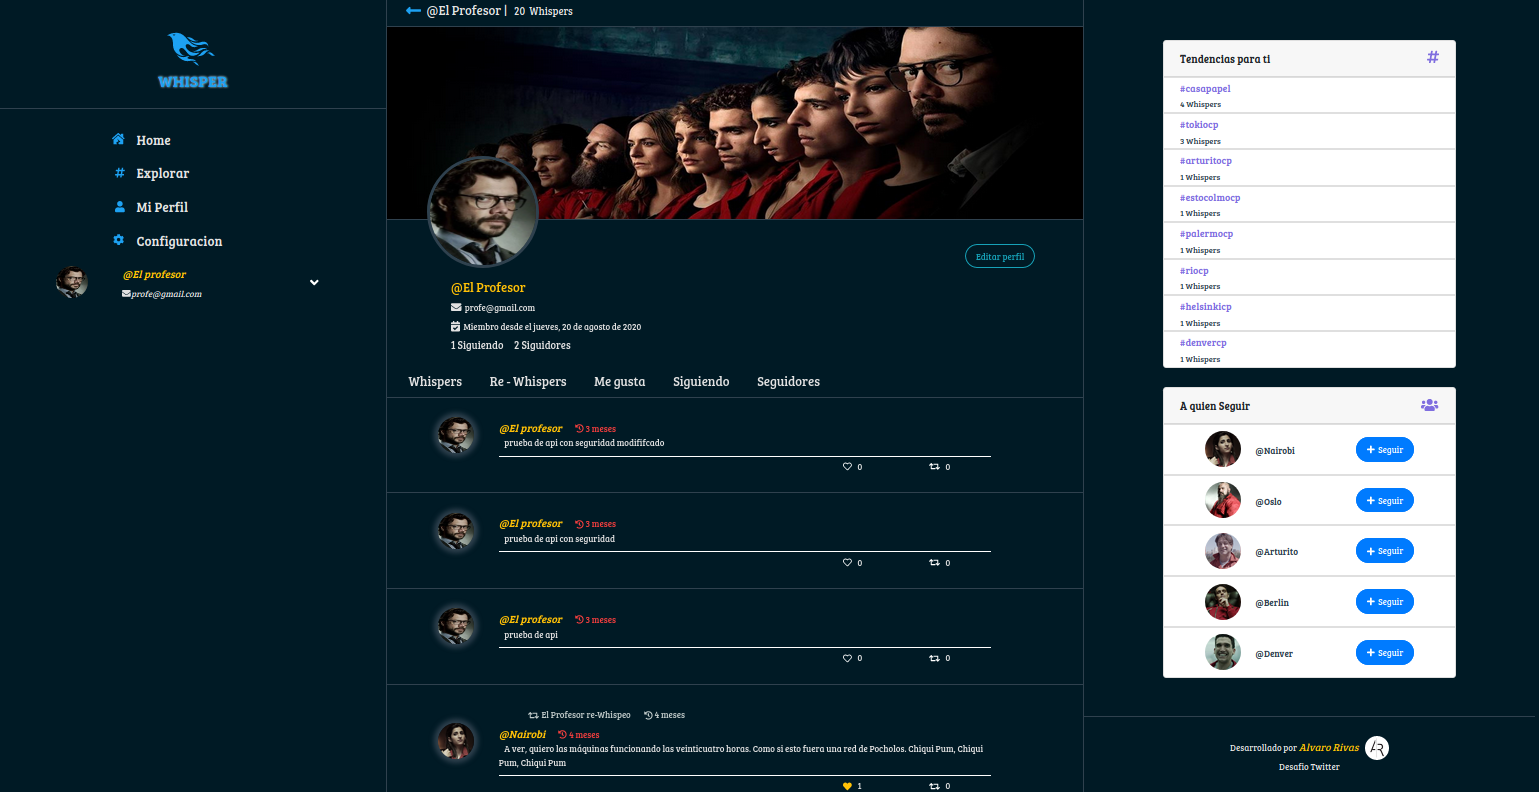 WHISPER
Home
Explorar
Mi Perfil
Configuracion
@El profesor
profe@gmail.com
@El Profesor | 20 Whispers
Editar perfil
@El Profesor
profe@gmail.com
Miembro desde el jueves, 20 de agosto de 2020
1 Siguiendo 2 Siguidores
Whispers Re - Whispers Me gusta Siguiendo Seguidores
@El profesor 3 meses
prueba de api con seguridad modififcado
0 0
@El profesor 3 meses
prueba de api con seguridad
0 0
@El profesor 3 meses
prueba de api
0 0
El Profesor re-Whispeo 4 meses
@Nairobi 4 meses
A ver, quiero las máquinas funcionando las veinticuatro horas. Como si esto fuera una red de Pocholos. Chiqui Pum, Chiqui
Pum, Chiqui Pum
1 0
Tendencias para ti #
#casapapel
4 Whispers
#tokiocp
3 Whispers
#arturitocp
1 Whispers
#estocolmocp
1 Whispers
#palermocp
1 Whispers
#riocp
1 Whispers
#helsinkicp
1 Whispers
#denvercp
1 Whispers
A quien Seguir
@Nairobi + Seguir
@Oslo + Seguir
@Arturito + Seguir
@Berlin + Seguir
@Denver + Seguir
Desarrollado por Alvaro Rivas AR
Desafio Twitter